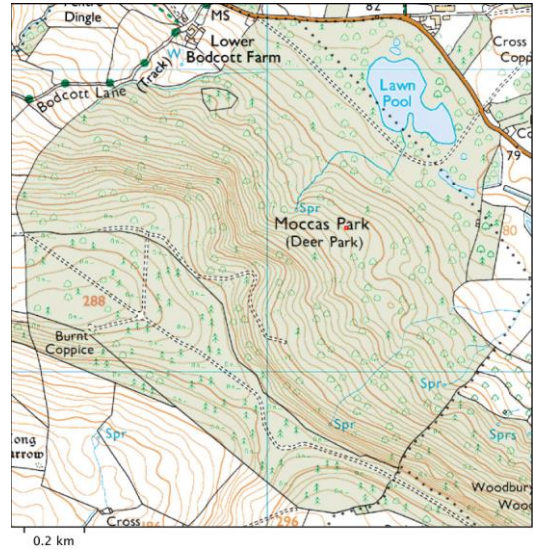 Dingle
MS
82
Lower
Bodcott Farm
W
Cross
Bodcott Lane (Track)
Lawn
Pool
79
Spr
Moccas Park
(Deer Park)
80
288
Burnt
Coppice
Spr
Spr
Spr
Sprs
Woodbury
Cross
296
0.2 km